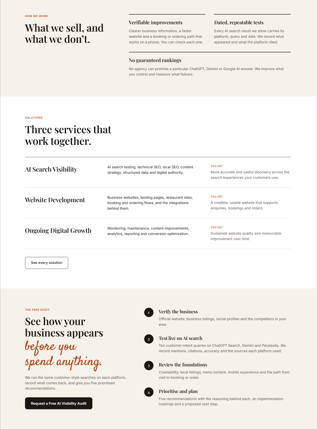 HOW WE WORK
What we sell, and
what we don't.
Verifiable improvements
Clearer business information, a faster
website and a booking or ordering path that
works on a phone. You can check each one.
Dated, repeatable tests
Every AI search result we show carries its
platform, query and date. We record what
appeared and what the platform cited.
No guaranteed rankings
No agency can promise a particular ChatGPT, Gemini or Google AI answer. We improve what
you control and measure what follows.
SOLUTIONS
Three services that
work together.
AI Search Visibility
AI search testing, technical SEO, local SEO, content
strategy, structured data and digital authority.
YOU GET
More accurate and useful discovery across the
search experiences your customers use.
Website Development
Business websites, landing pages, restaurant sites,
booking and ordering flows, and the integrations
behind them.
YOU GET
A credible, usable website that supports
enquiries, bookings and orders.
Ongoing Digital Growth
Monitoring, maintenance, content improvements,
analytics, reporting and conversion optimization.
YOU GET
Sustained website quality and measurable
improvement over time.
See every solution
THE FREE AUDIT
See how your
business appears
before you
spend anything.
We run the same customer-style searches on each platform,
record what comes back, and give you five prioritised
recommendations.
Request a Free AI Visibility Audit
1
Verify the business
Official website, business listings, social profiles and the competitors in your
area.
2
Test live on AI search
Ten customer-intent queries on ChatGPT Search, Gemini and Perplexity. We
record mentions, citations, accuracy and the sources each platform used.
3
Review the foundations
Crawlability, local listings, menu content, mobile experience and the path from
visit to booking or order.
4
Prioritise and plan
Five recommendations with the reasoning behind each, an implementation
roadmap and a proposed next step.